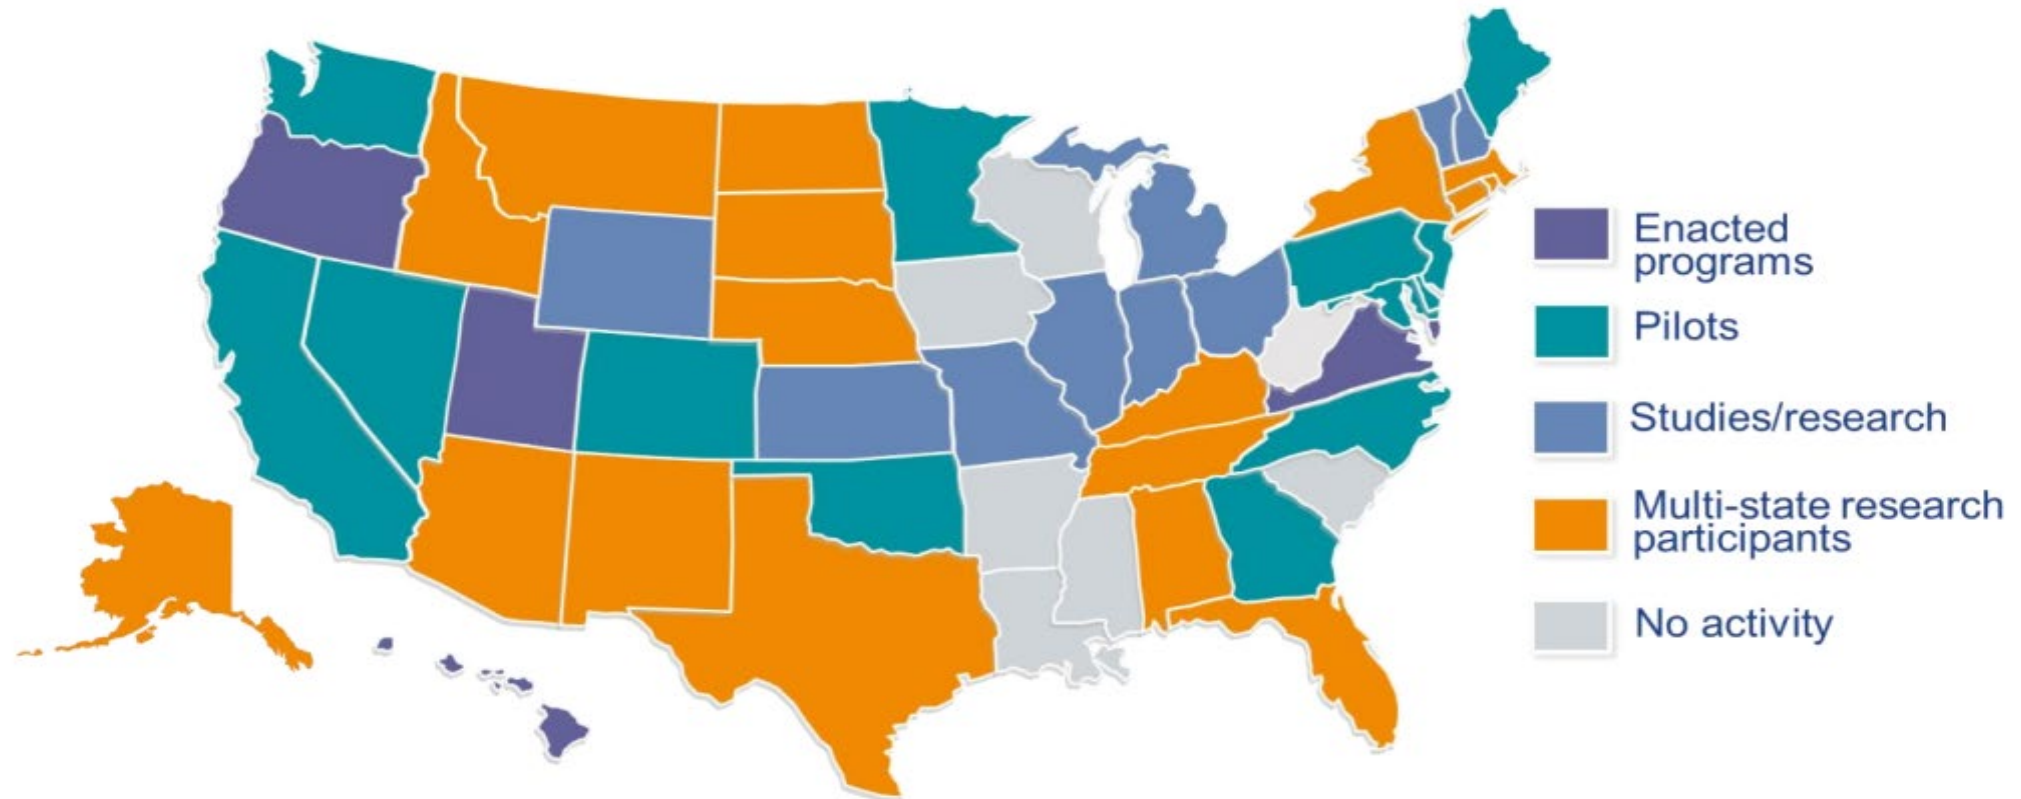 Enacted
programs
Pilots
Studies/research
Multi-state research
participants
No activity